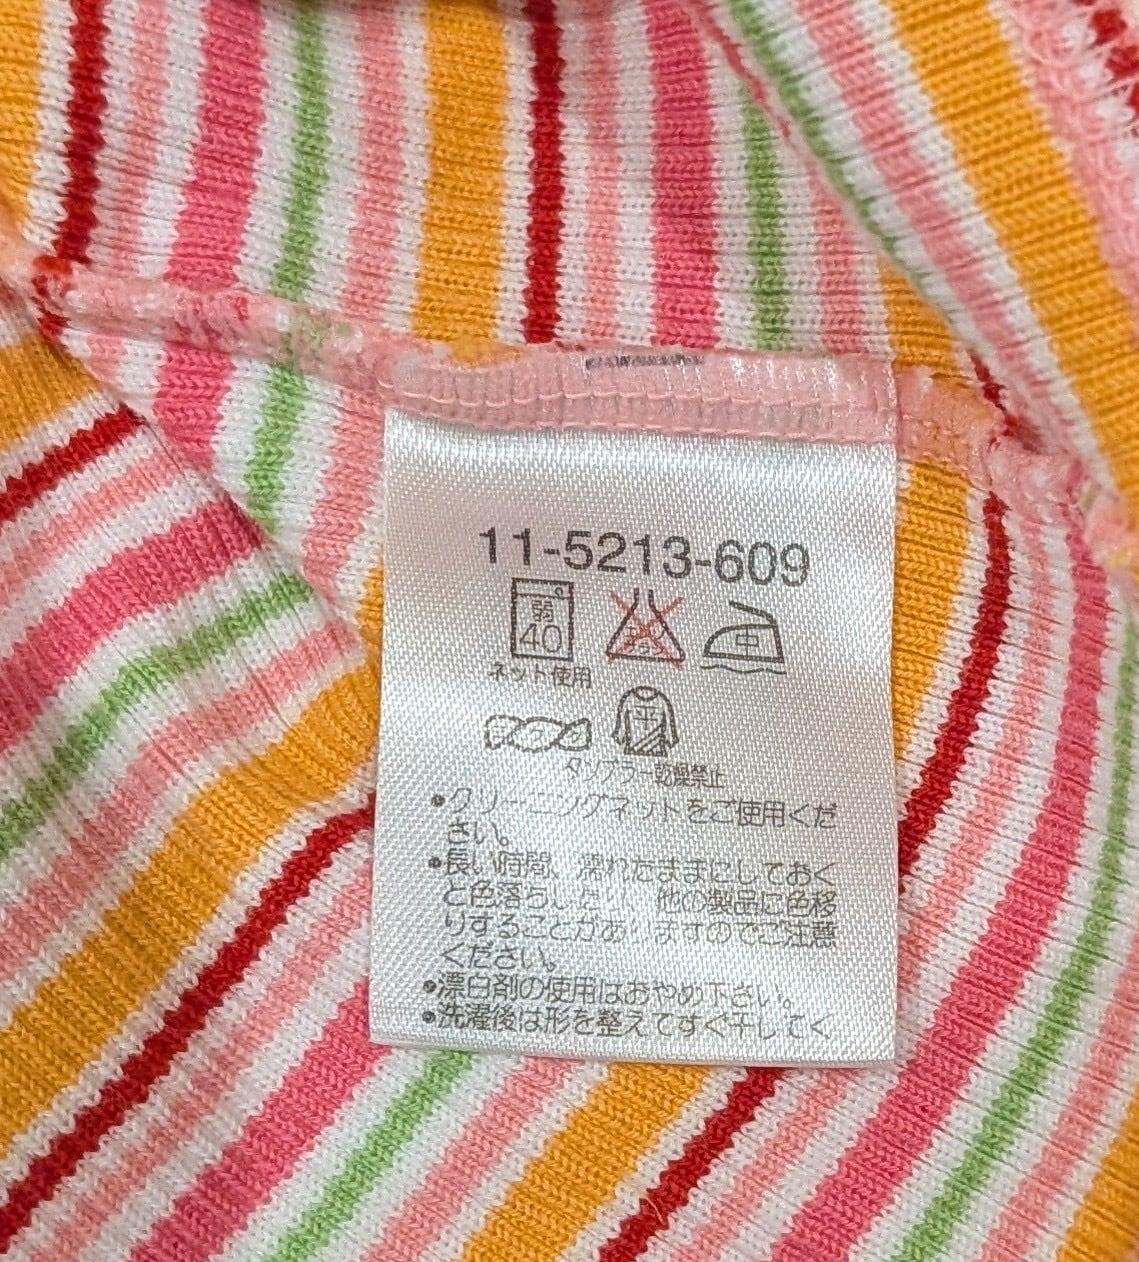 11-5213-609
弱
40
中
ネット使用
平
タンブラー乾燥禁止
•クリーニングネットをご使用くだ
さい。
•長い時間、濡れたままにしておく
と色落ちしたり、他の製品に色移
りすることがありますのでご注意
ください。
•漂白剤の使用はおやめ下さい。
•洗濯後は形を整えてすぐ干してく